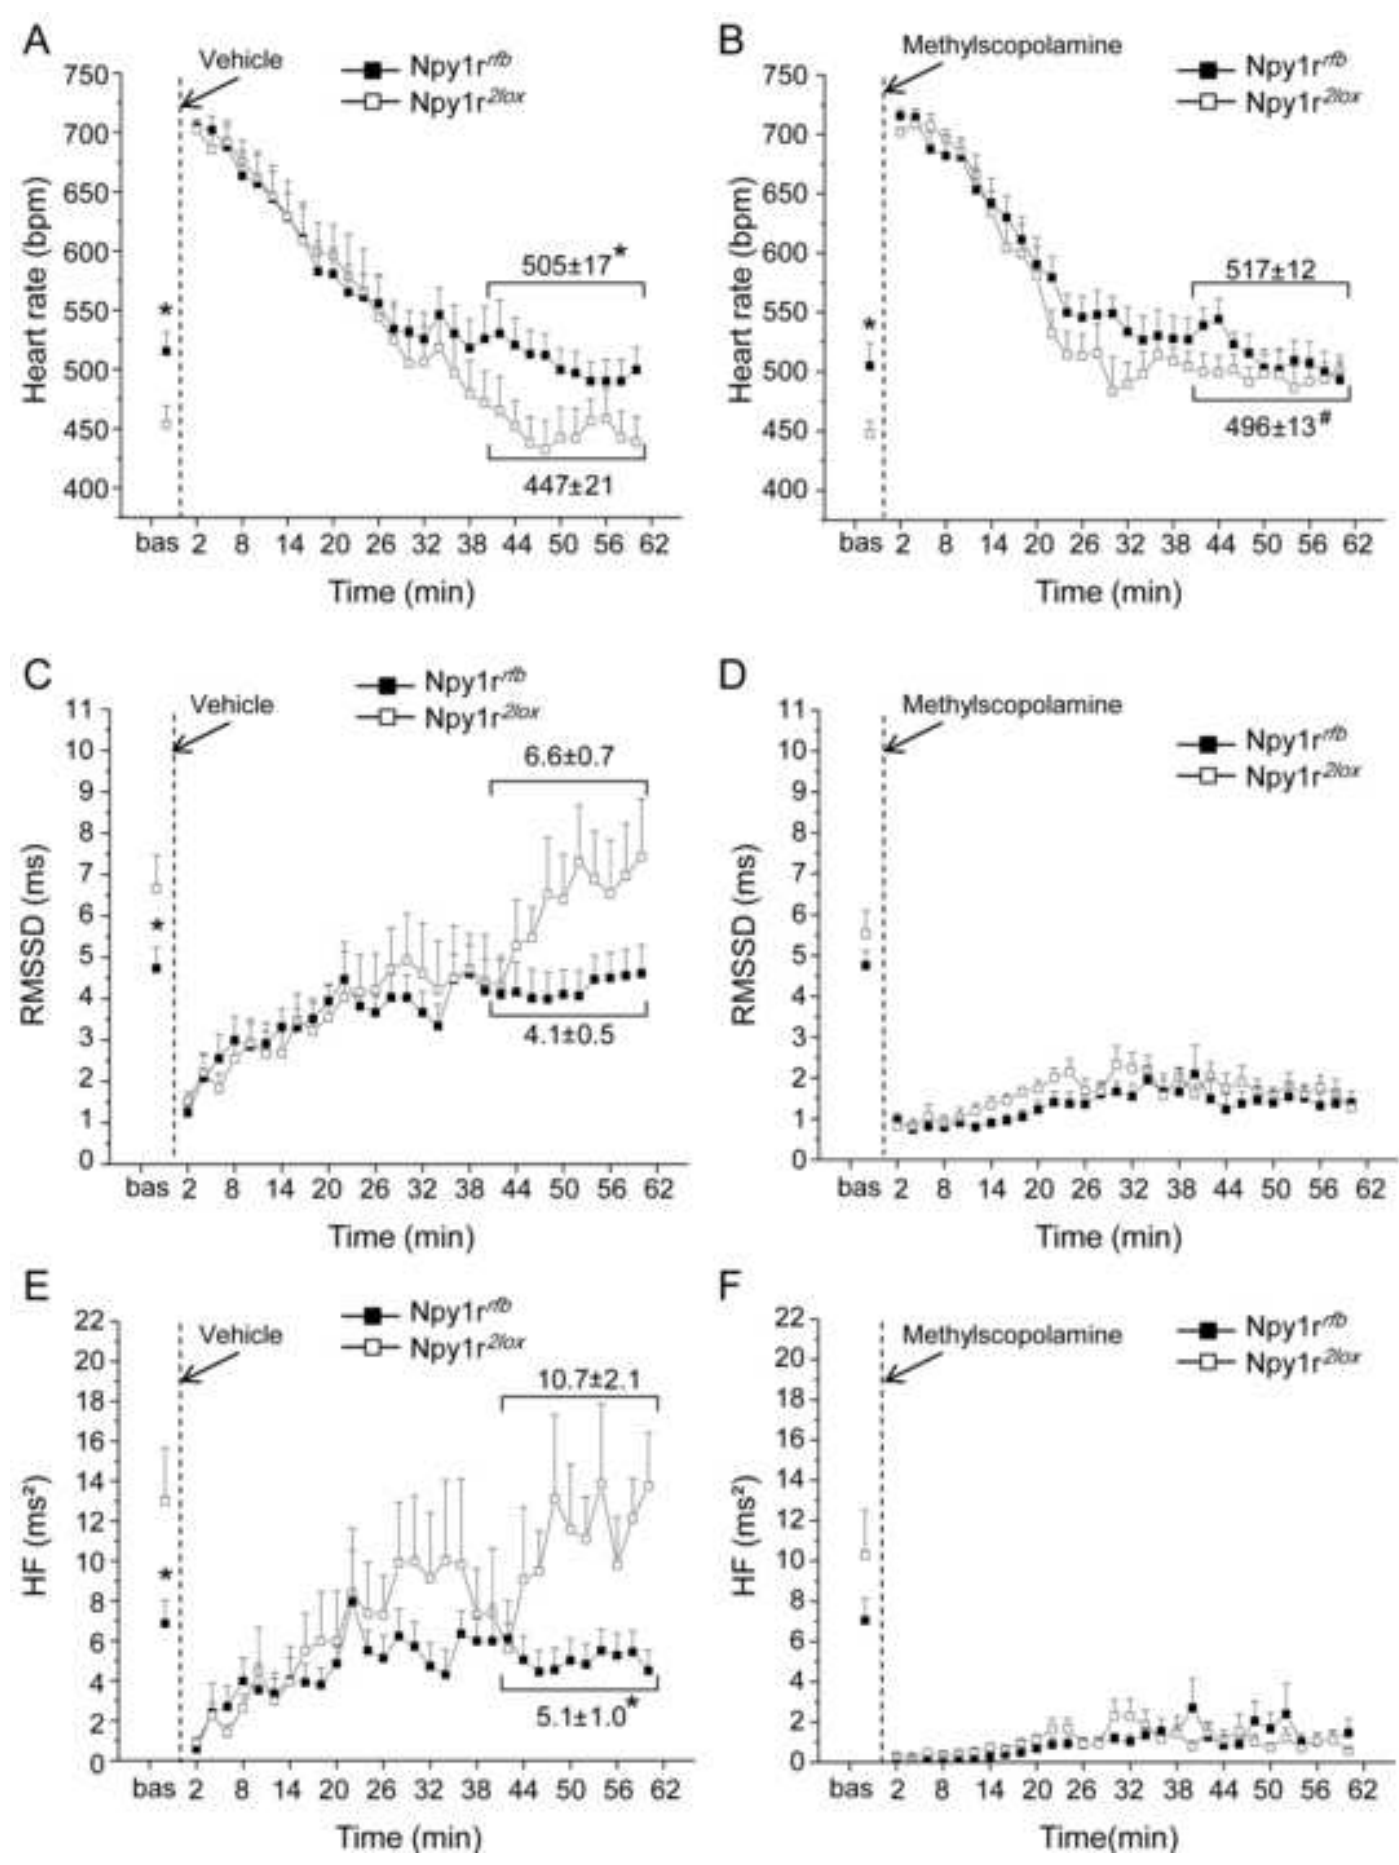 A
Vehicle
Npy1r^rfb
Npy1r^2lox
750
700
650
600
550
500
450
400
Heart rate (bpm)
★
505±17★
447±21
bas 2 8 14 20 26 32 38 44 50 56 62
Time (min)
B
Methylscopolamine
Npy1r^rfb
Npy1r^2lox
750
700
650
600
550
500
450
400
Heart rate (bpm)
★
517±12
496±13#
bas 2 8 14 20 26 32 38 44 50 56 62
Time (min)
C
Vehicle
Npy1r^rfb
Npy1r^2lox
11
10
9
8
7
6
5
4
3
2
1
0
RMSSD (ms)
★
6.6±0.7
4.1±0.5
bas 2 8 14 20 26 32 38 44 50 56 62
Time (min)
D
Methylscopolamine
Npy1r^rfb
Npy1r^2lox
11
10
9
8
7
6
5
4
3
2
1
0
RMSSD (ms)
bas 2 8 14 20 26 32 38 44 50 56 62
Time (min)
E
Vehicle
Npy1r^rfb
Npy1r^2lox
22
20
18
16
14
12
10
8
6
4
2
0
HF (ms²)
★
10.7±2.1
5.1±1.0★
bas 2 8 14 20 26 32 38 44 50 56 62
Time (min)
F
Methylscopolamine
Npy1r^rfb
Npy1r^2lox
22
20
18
16
14
12
10
8
6
4
2
0
HF (ms²)
bas 2 8 14 20 26 32 38 44 50 56 62
Time(min)